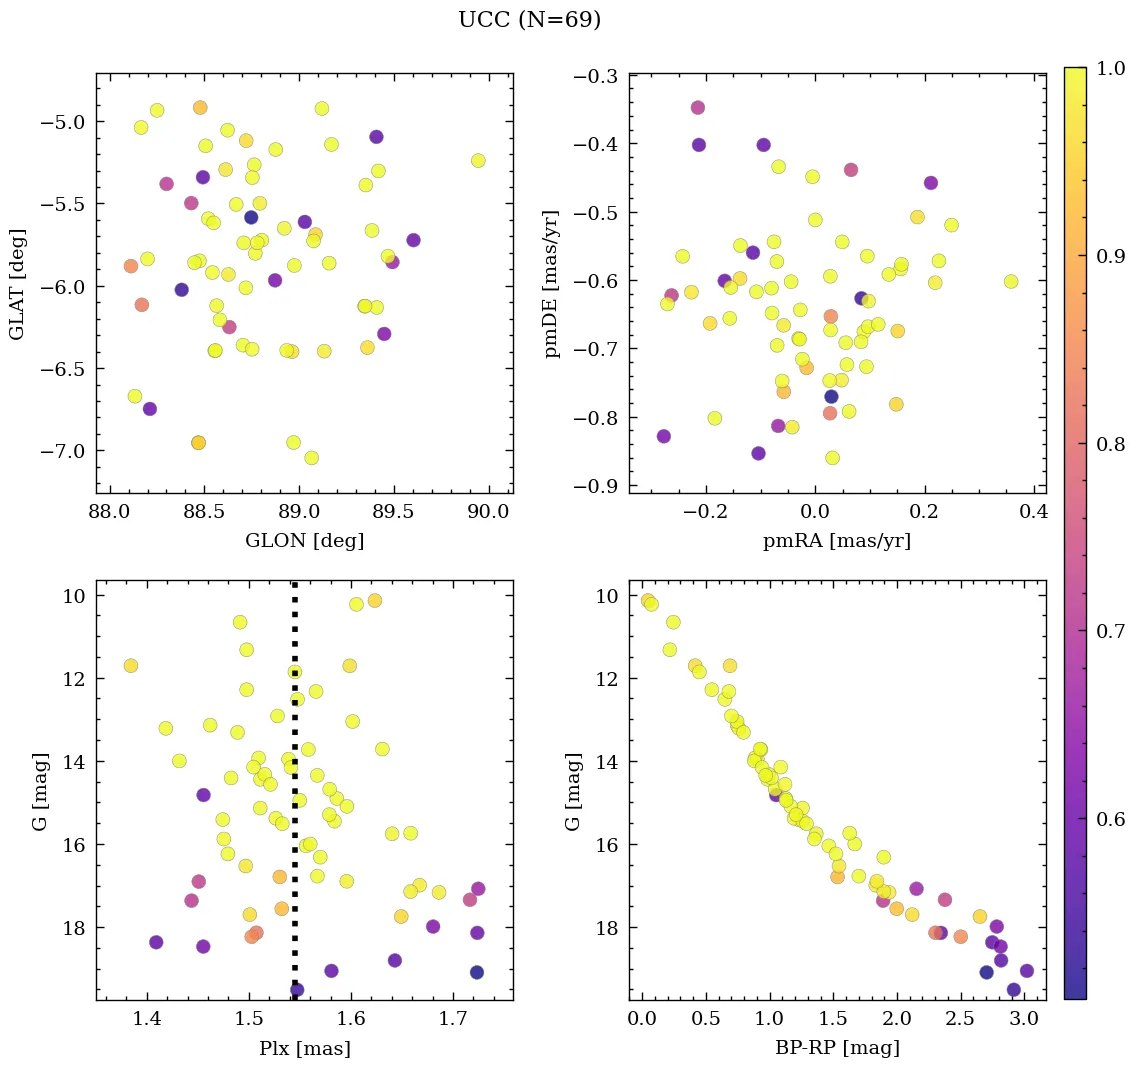 UCC (N=69)
−5.0
−5.5
−6.0
−6.5
−7.0
GLAT [deg]
88.0 88.5 89.0 89.5 90.0
GLON [deg]
−0.3
−0.4
−0.5
−0.6
−0.7
−0.8
−0.9
pmDE [mas/yr]
−0.2 0.0 0.2 0.4
pmRA [mas/yr]
1.0
0.9
0.8
0.7
0.6
10
12
14
16
18
G [mag]
1.4 1.5 1.6 1.7
Plx [mas]
10
12
14
16
18
G [mag]
0.0 0.5 1.0 1.5 2.0 2.5 3.0
BP-RP [mag]